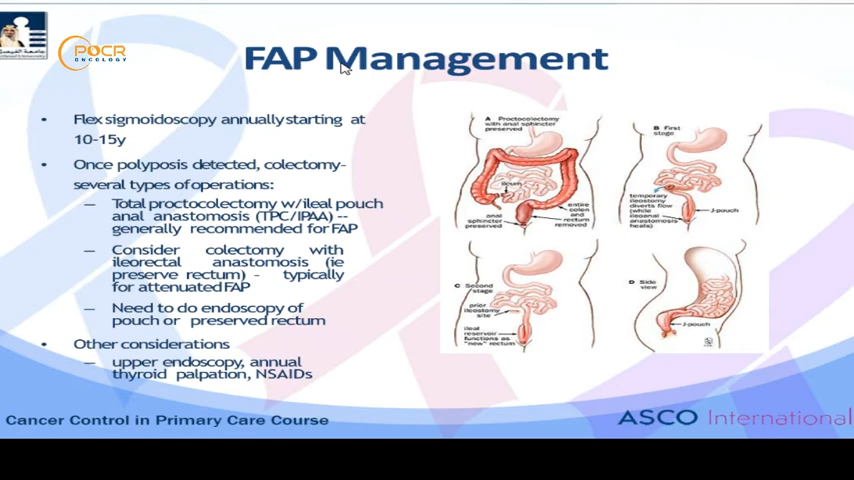 POCR
ONCOLOGY
FAP Management
• Flex sigmoidoscopy annually starting at
10-15y
• Once polyposis detected, colectomy-
several types of operations:
– Total proctocolectomy w/ileal pouch
anal anastomosis (TPC/IPAA) --
generally recommended for FAP
– Consider colectomy with
ileorectal anastomosis (ie
preserve rectum) - typically
for attenuated FAP
– Need to do endoscopy of
pouch or preserved rectum
• Other considerations
– upper endoscopy, annual
thyroid palpation, NSAIDs
A Proctocolectomy
with anal sphincter
preserved
ileum
anal
sphincter
preserved
entire
colon
and
rectum
removed
B First
stage
temporary
ileostomy
diverts flow
(while
ileoanal
anastomosis
heals)
J-pouch
C Second
stage
prior
ileostomy
site
ileal
reservoir
functions as
"new" rectum
D Side
view
J-pouch
Cancer Control in Primary Care Course
ASCO International